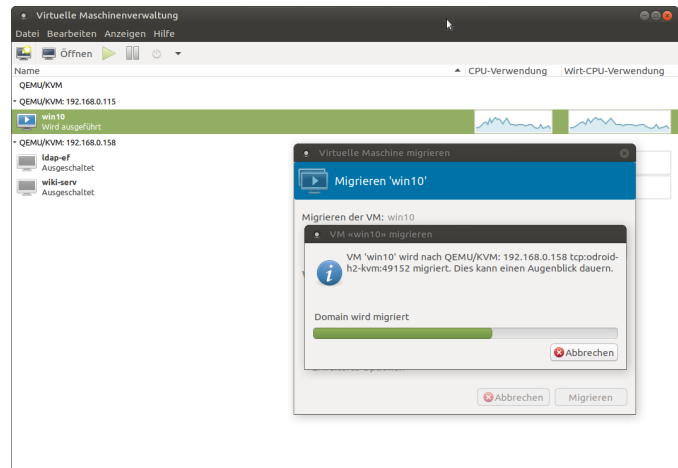 Virtuelle Maschinenverwaltung
Datei Bearbeiten Anzeigen Hilfe
Öffnen
Name CPU-Verwendung Wirt-CPU-Verwendung
QEMU/KVM
QEMU/KVM: 192.168.0.115
win10
Wird ausgeführt
QEMU/KVM: 192.168.0.158
ldap-ef
Ausgeschaltet
wiki-serv
Ausgeschaltet
Virtuelle Maschine migrieren
Migrieren 'win10'
Migrieren der VM: win10
VM «win10» migrieren
VM 'win10' wird nach QEMU/KVM: 192.168.0.158 tcp:odroid-
h2-kvm:49152 migriert. Dies kann einen Augenblick dauern.
Domain wird migriert
Abbrechen
Abbrechen Migrieren